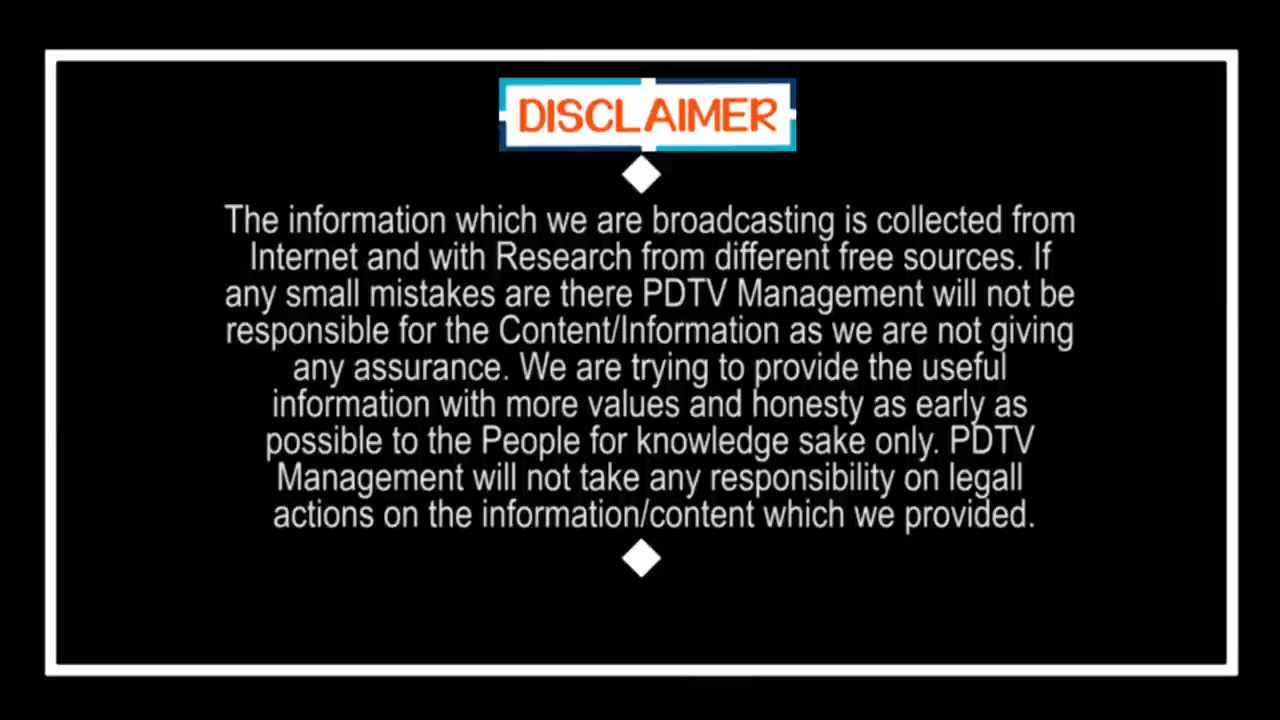 DISCLAIMER
The information which we are broadcasting is collected from
Internet and with Research from different free sources. If
any small mistakes are there PDTV Management will not be
responsible for the Content/Information as we are not giving
any assurance. We are trying to provide the useful
information with more values and honesty as early as
possible to the People for knowledge sake only. PDTV
Management will not take any responsibility on legall
actions on the information/content which we provided.